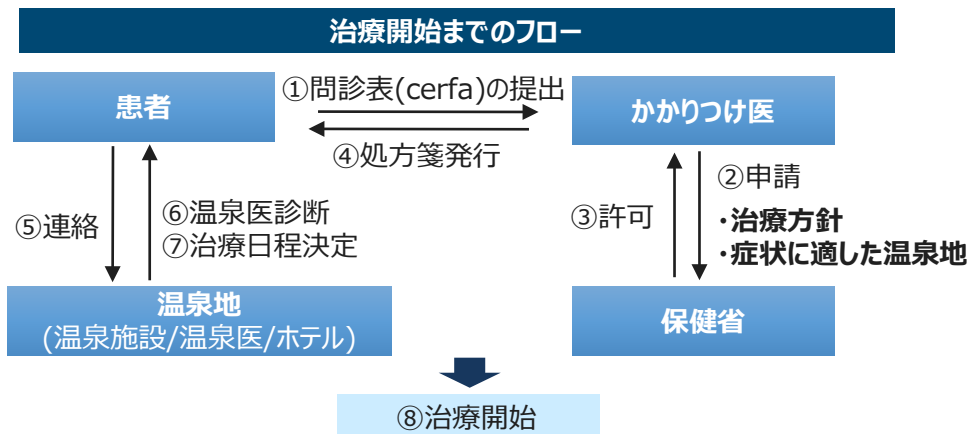 治療開始までのフロー
患者
①問診表(cerfa)の提出
かかりつけ医
④処方箋発行
⑤連絡
⑥温泉医診断
⑦治療日程決定
③許可
②申請
・治療方針
・症状に適した温泉地
温泉地
(温泉施設/温泉医/ホテル)
保健省
⑧治療開始